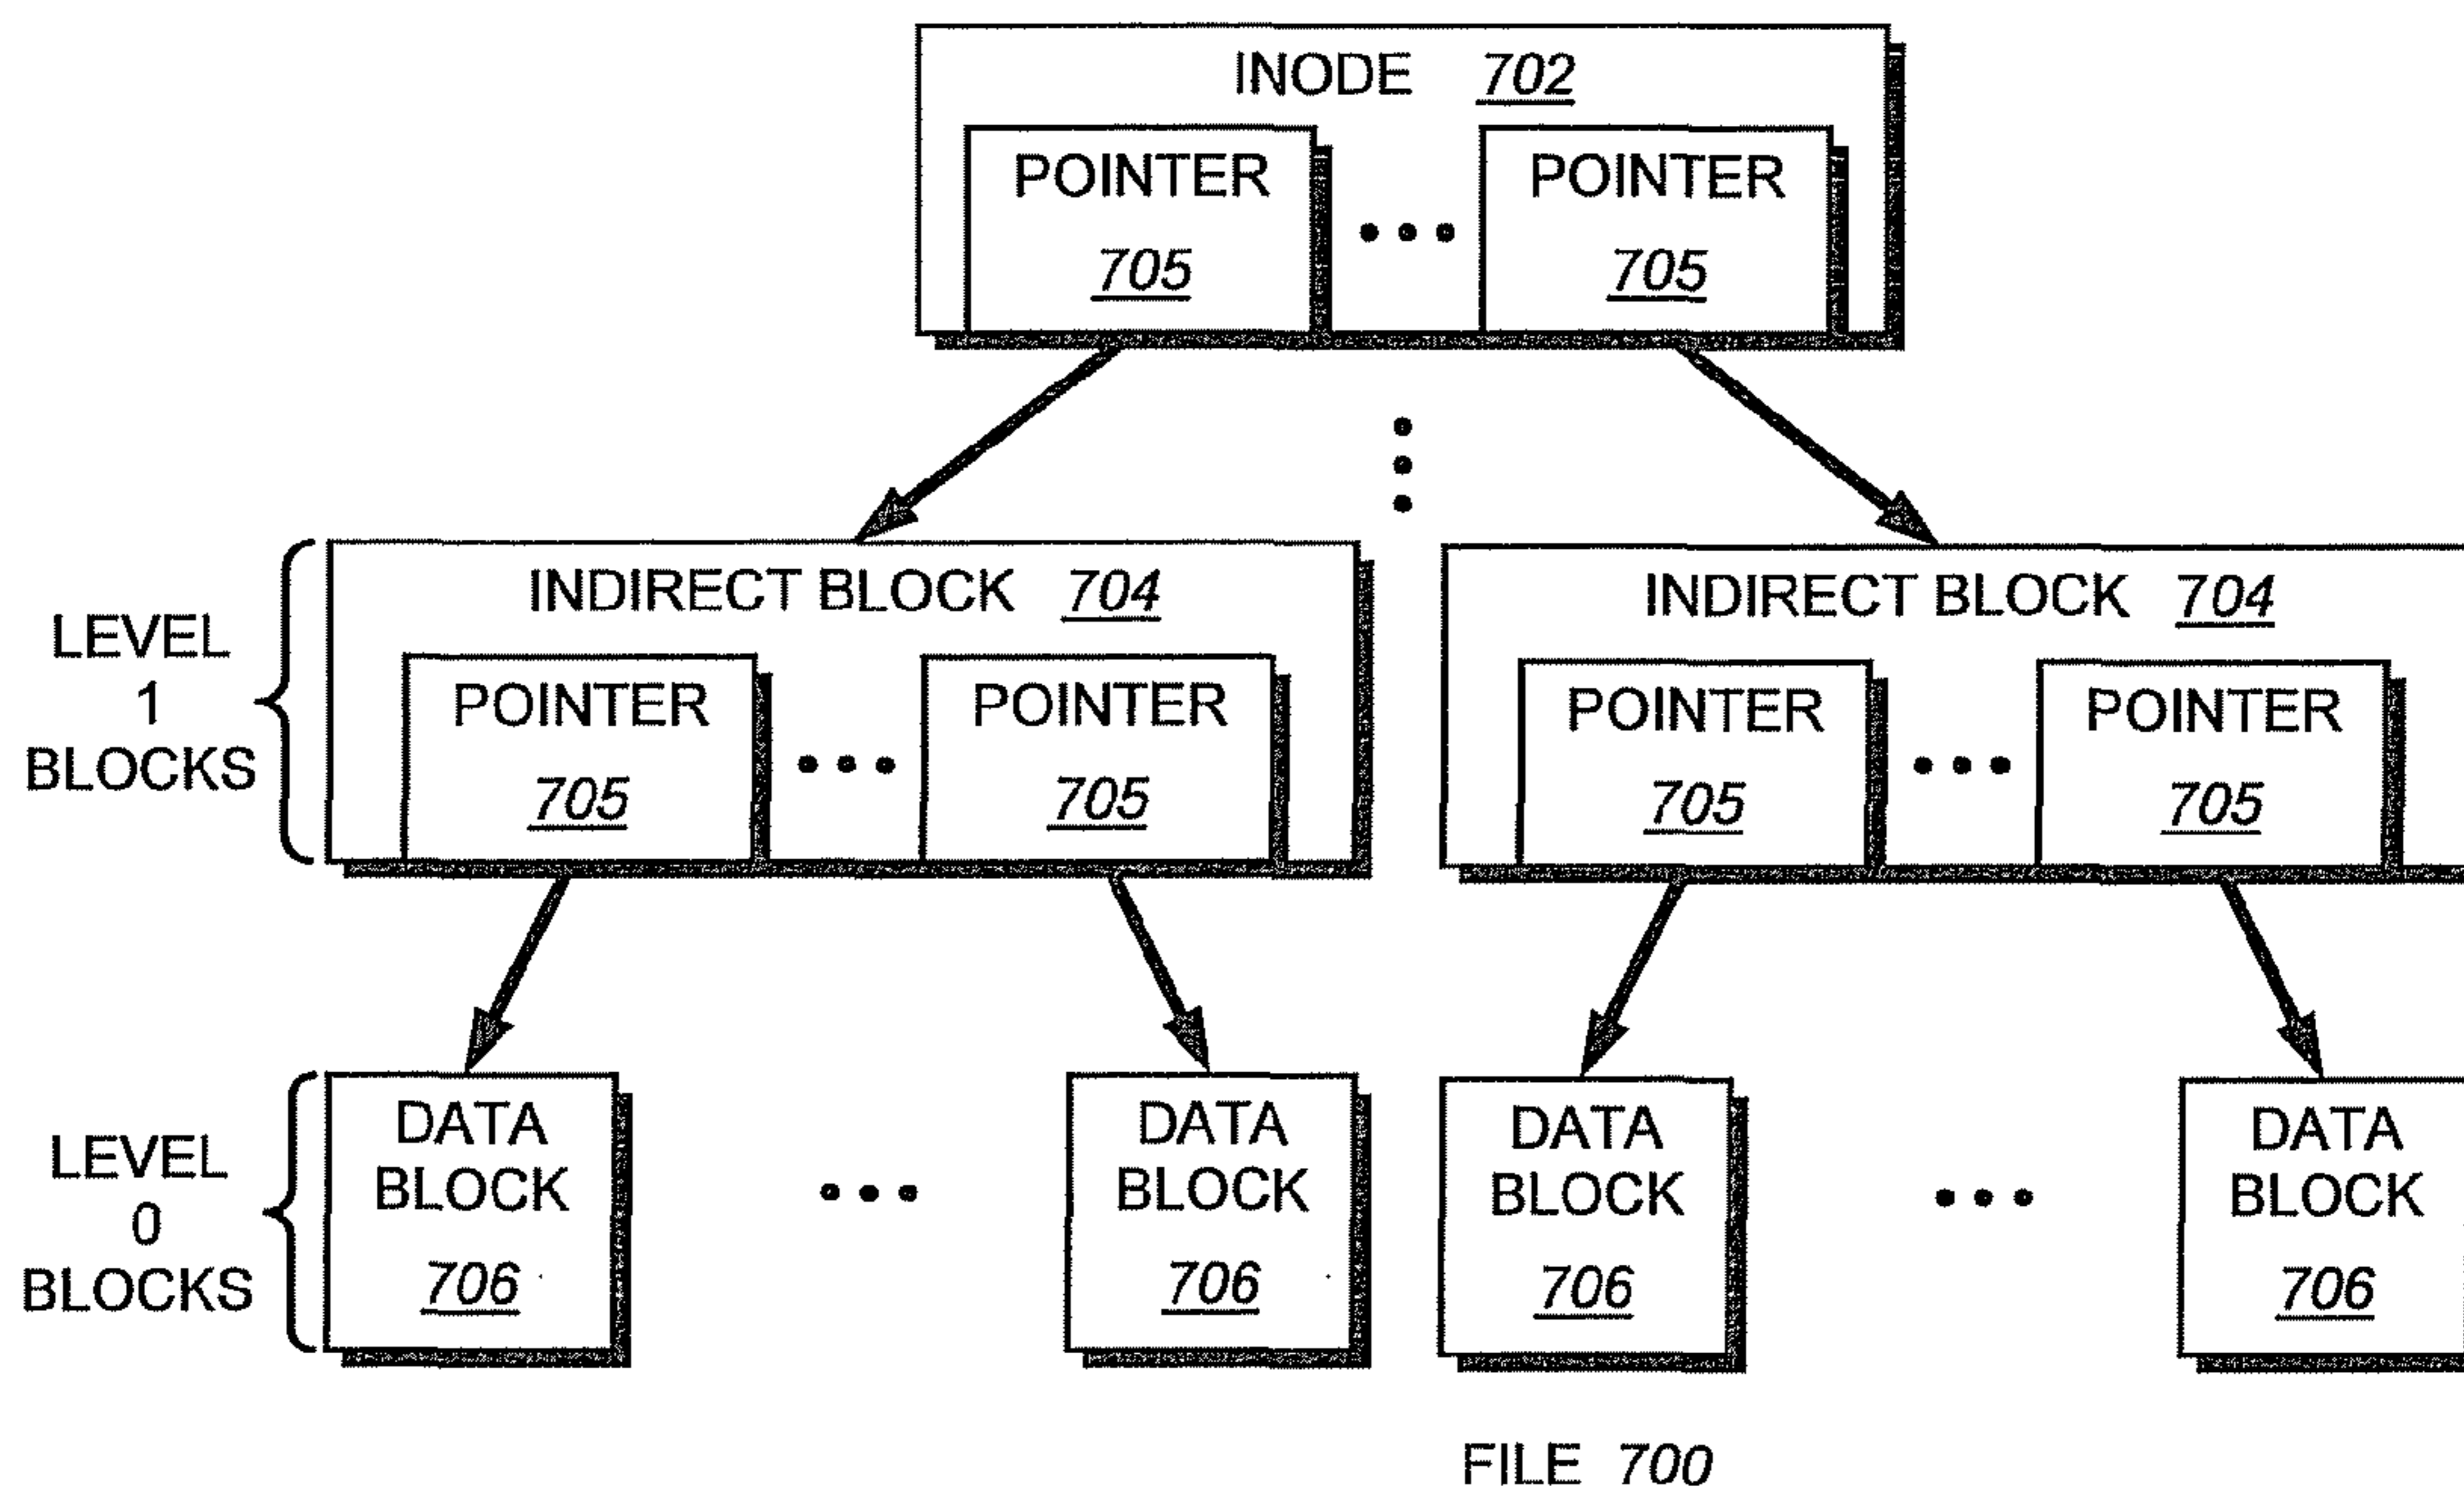 INODE 702
POINTER POINTER
705 ••• 705
INDIRECT BLOCK 704 INDIRECT BLOCK 704
LEVEL
1
BLOCKS
POINTER POINTER POINTER POINTER
705 ••• 705 705 ••• 705
LEVEL
0
BLOCKS
DATA DATA DATA DATA
BLOCK ••• BLOCK BLOCK ••• BLOCK
706 706 706 706
FILE 700